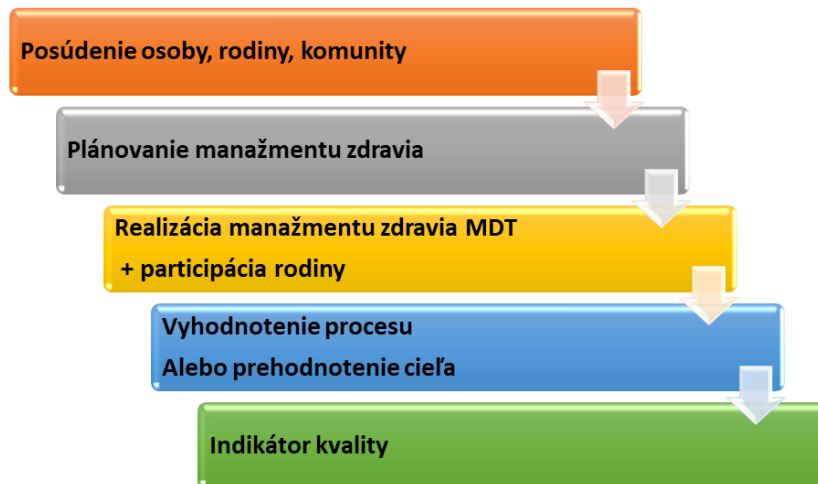 Posúdenie osoby, rodiny, komunity
Plánovanie manažmentu zdravia
Realizácia manažmentu zdravia MDT
+ participácia rodiny
Vyhodnotenie procesu
Alebo prehodnotenie cieľa
Indikátor kvality